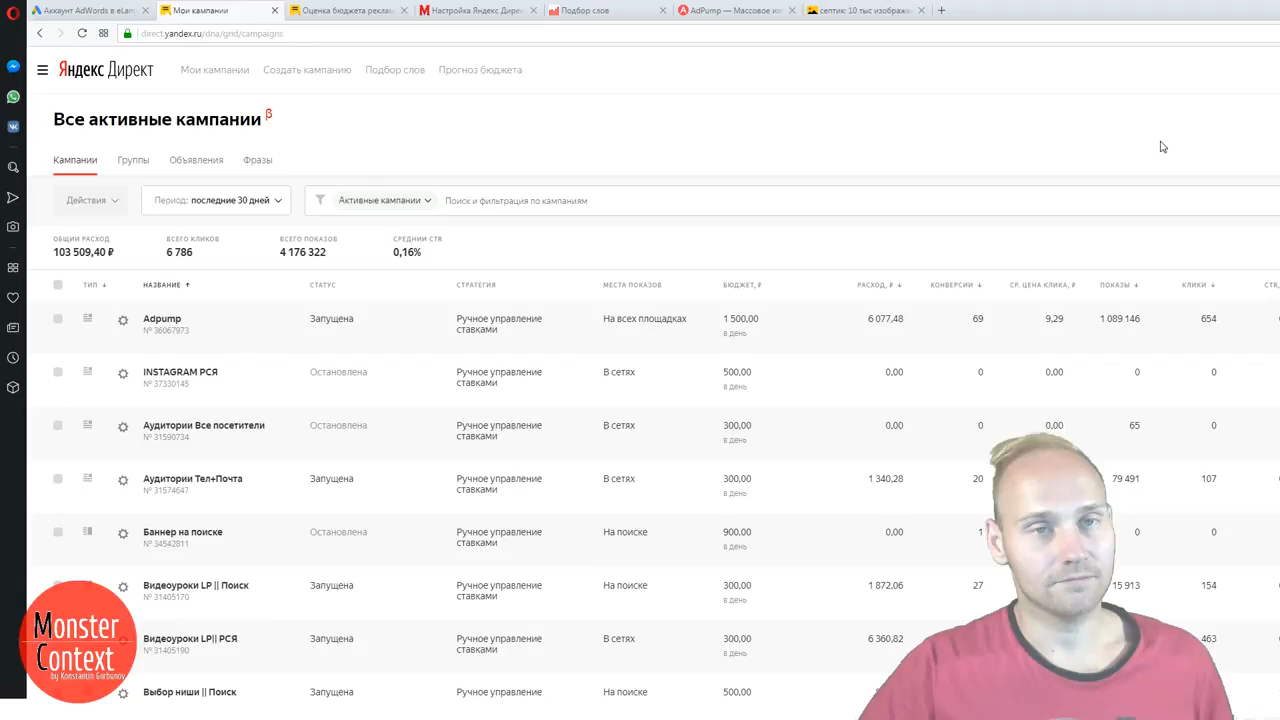 Аккаунт AdWords в eLam
Мои кампании
Оценка бюджета реклам
Настройка Яндекс Дирек
Подбор слов
AdPump — Массовое из
септик: 10 тыс изображ
direct.yandex.ru/dna/grid/campaigns
Яндекс Директ
Мои кампании
Создать кампанию
Подбор слов
Прогноз бюджета
Все активные кампании β
Кампании
Группы
Объявления
Фразы
Действия
Период: последние 30 дней
Активные кампании
Поиск и фильтрация по кампаниям
ОБЩИЙ РАСХОД
ВСЕГО КЛИКОВ
ВСЕГО ПОКАЗОВ
СРЕДНИЙ CTR
103 509,40 ₽
6 786
4 176 322
0,16%
ТИП
НАЗВАНИЕ
СТАТУС
СТРАТЕГИЯ
МЕСТА ПОКАЗОВ
БЮДЖЕТ, ₽
РАСХОД, ₽
КОНВЕРСИИ
СР. ЦЕНА КЛИКА, ₽
ПОКАЗЫ
КЛИКИ
CTR,
Adpump
№ 36067973
Запущена
Ручное управление
ставками
На всех площадках
1 500,00
в день
6 077,48
69
9,29
1 089 146
654
INSTAGRAM РСЯ
№ 37330145
Остановлена
Ручное управление
ставками
В сетях
500,00
в день
0,00
0
0,00
0
0
Аудитории Все посетители
№ 31590734
Остановлена
Ручное управление
ставками
В сетях
300,00
в день
0,00
0
0,00
65
0
Аудитории Тел+Почта
№ 31574647
Запущена
Ручное управление
ставками
В сетях
300,00
в день
1 340,28
20
79 491
107
Баннер на поиске
№ 34542811
Остановлена
Ручное управление
ставками
На поиске
900,00
в день
0,00
1
0
0
Видеоуроки LP || Поиск
№ 31405170
Запущена
Ручное управление
ставками
На поиске
300,00
в день
1 872,06
27
15 913
154
Видеоуроки LP|| РСЯ
№ 31405190
Запущена
Ручное управление
ставками
В сетях
300,00
в день
6 360,82
463
Выбор ниши || Поиск
Запущена
Ручное управление
На поиске
500,00
Monster
Context
by Konstantin Gorbunov